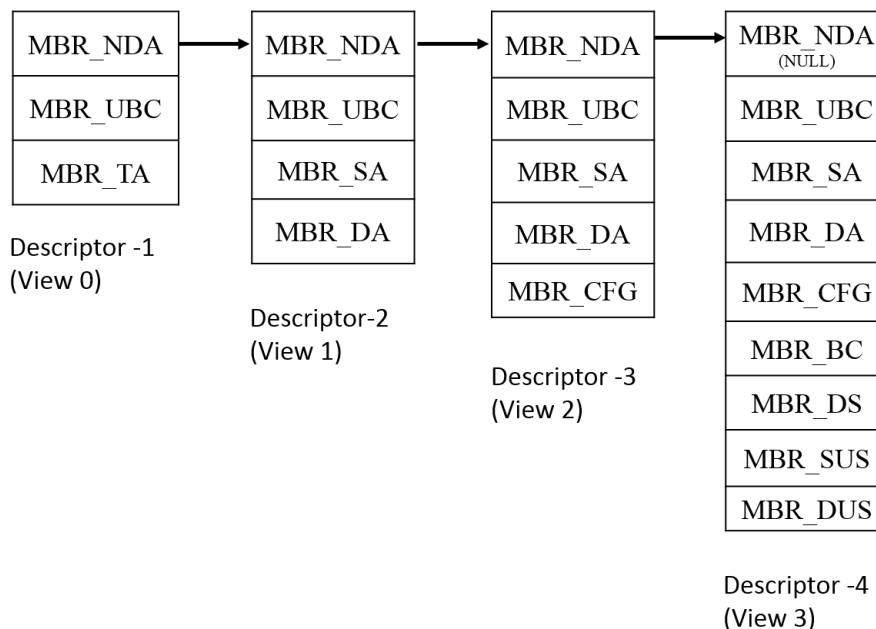 MBR_NDA
MBR_UBC
MBR_TA
Descriptor -1
(View 0)
MBR_NDA
MBR_UBC
MBR_SA
MBR_DA
Descriptor-2
(View 1)
MBR_NDA
MBR_UBC
MBR_SA
MBR_DA
MBR_CFG
Descriptor -3
(View 2)
MBR_NDA
(NULL)
MBR_UBC
MBR_SA
MBR_DA
MBR_CFG
MBR_BC
MBR_DS
MBR_SUS
MBR_DUS
Descriptor -4
(View 3)